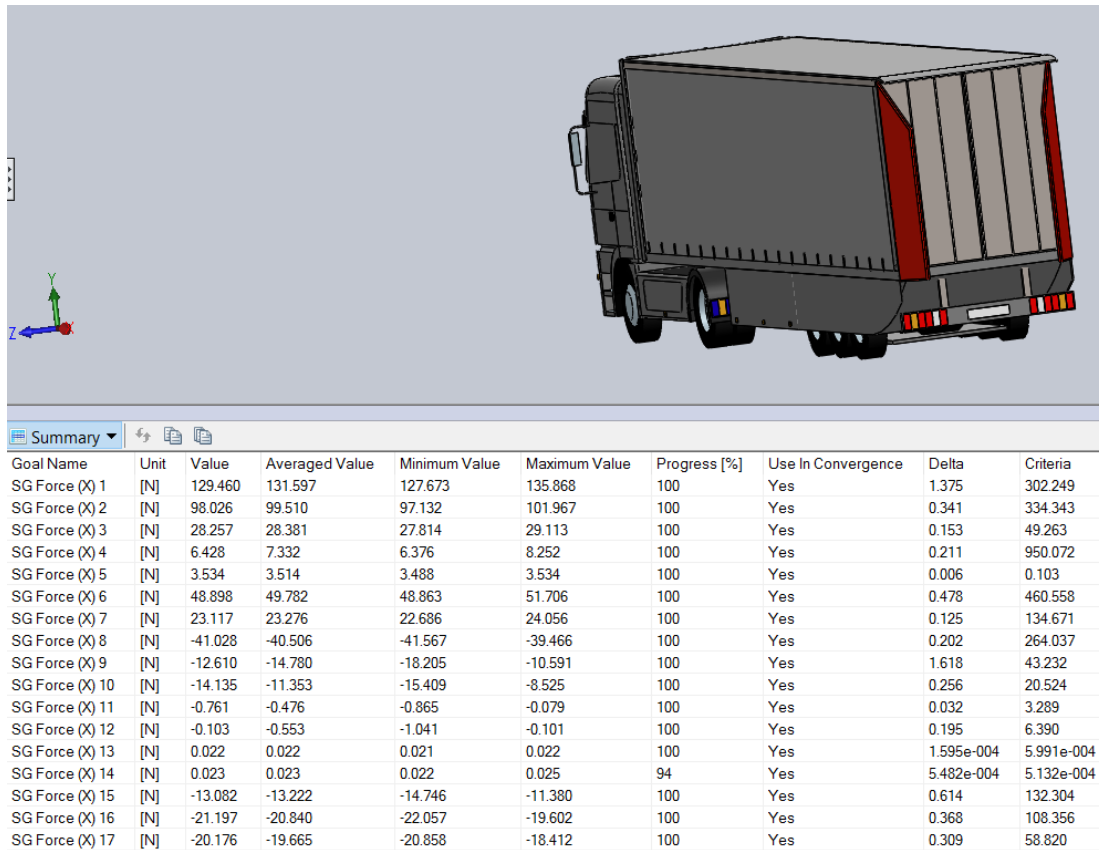 Y
Z X
Summary
Goal Name Unit Value Averaged Value Minimum Value Maximum Value Progress [%] Use In Convergence Delta Criteria
SG Force (X) 1 [N] 129.460 131.597 127.673 135.868 100 Yes 1.375 302.249
SG Force (X) 2 [N] 98.026 99.510 97.132 101.967 100 Yes 0.341 334.343
SG Force (X) 3 [N] 28.257 28.381 27.814 29.113 100 Yes 0.153 49.263
SG Force (X) 4 [N] 6.428 7.332 6.376 8.252 100 Yes 0.211 950.072
SG Force (X) 5 [N] 3.534 3.514 3.488 3.534 100 Yes 0.006 0.103
SG Force (X) 6 [N] 48.898 49.782 48.863 51.706 100 Yes 0.478 460.558
SG Force (X) 7 [N] 23.117 23.276 22.686 24.056 100 Yes 0.125 134.671
SG Force (X) 8 [N] -41.028 -40.506 -41.567 -39.466 100 Yes 0.202 264.037
SG Force (X) 9 [N] -12.610 -14.780 -18.205 -10.591 100 Yes 1.618 43.232
SG Force (X) 10 [N] -14.135 -11.353 -15.409 -8.525 100 Yes 0.256 20.524
SG Force (X) 11 [N] -0.761 -0.476 -0.865 -0.079 100 Yes 0.032 3.289
SG Force (X) 12 [N] -0.103 -0.553 -1.041 -0.101 100 Yes 0.195 6.390
SG Force (X) 13 [N] 0.022 0.022 0.021 0.022 100 Yes 1.595e-004 5.991e-004
SG Force (X) 14 [N] 0.023 0.023 0.022 0.025 94 Yes 5.482e-004 5.132e-004
SG Force (X) 15 [N] -13.082 -13.222 -14.746 -11.380 100 Yes 0.614 132.304
SG Force (X) 16 [N] -21.197 -20.840 -22.057 -19.602 100 Yes 0.368 108.356
SG Force (X) 17 [N] -20.176 -19.665 -20.858 -18.412 100 Yes 0.309 58.820